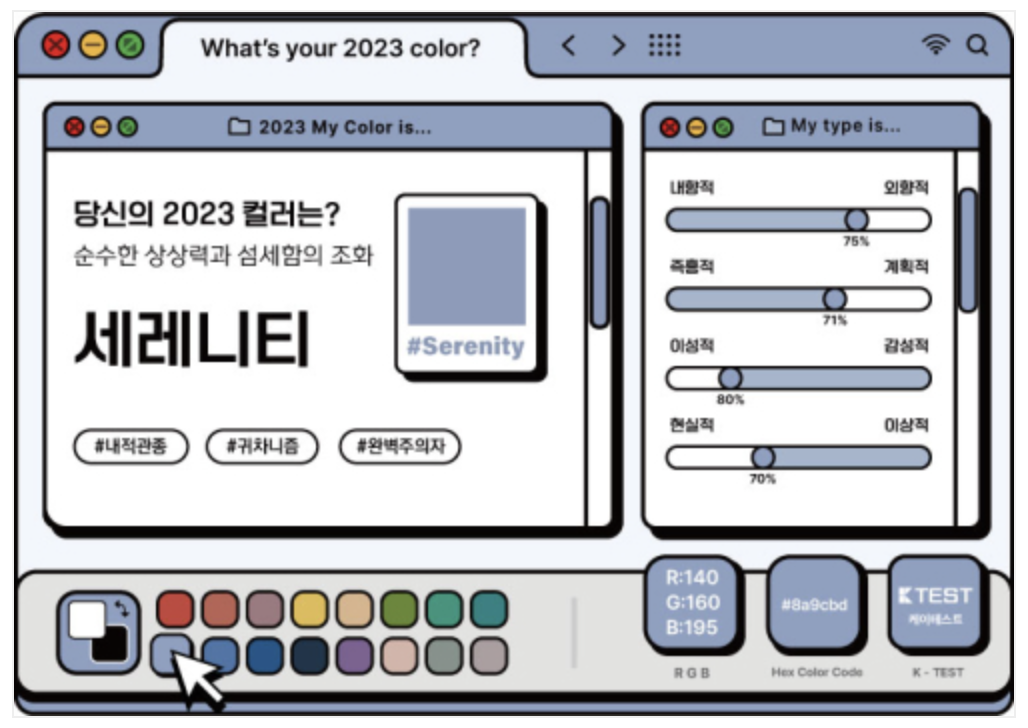 What's your 2023 color?
2023 My Color is...
당신의 2023 컬러는?
순수한 상상력과 섬세함의 조화
세레니티
#Serenity
#내적관종
#귀차니즘
#완벽주의자
My type is...
내향적 외향적
75%
즉흥적 계획적
71%
이성적 감성적
80%
현실적 이상적
70%
R:140
G:160
B:195
R G B
#8a9cbd
Hex Color Code
K TEST
케이테스트
K - TEST